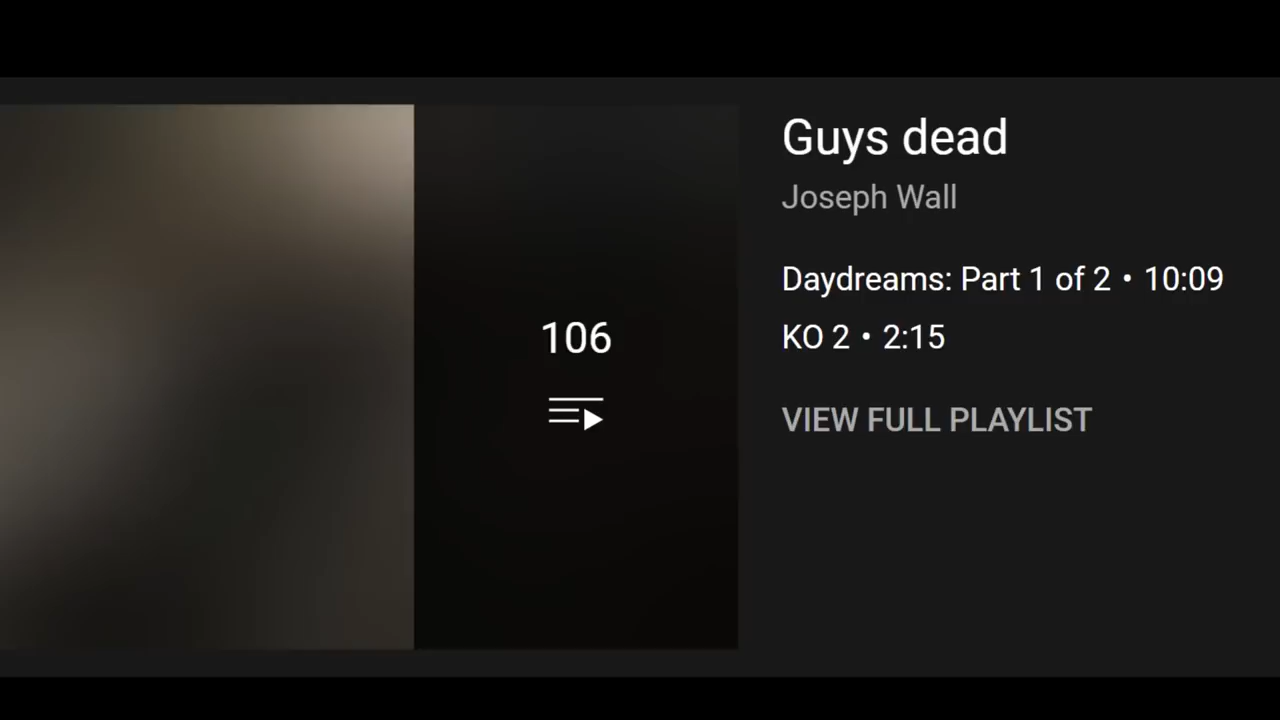 106
Guys dead
Joseph Wall
Daydreams: Part 1 of 2 • 10:09
KO 2 • 2:15
VIEW FULL PLAYLIST